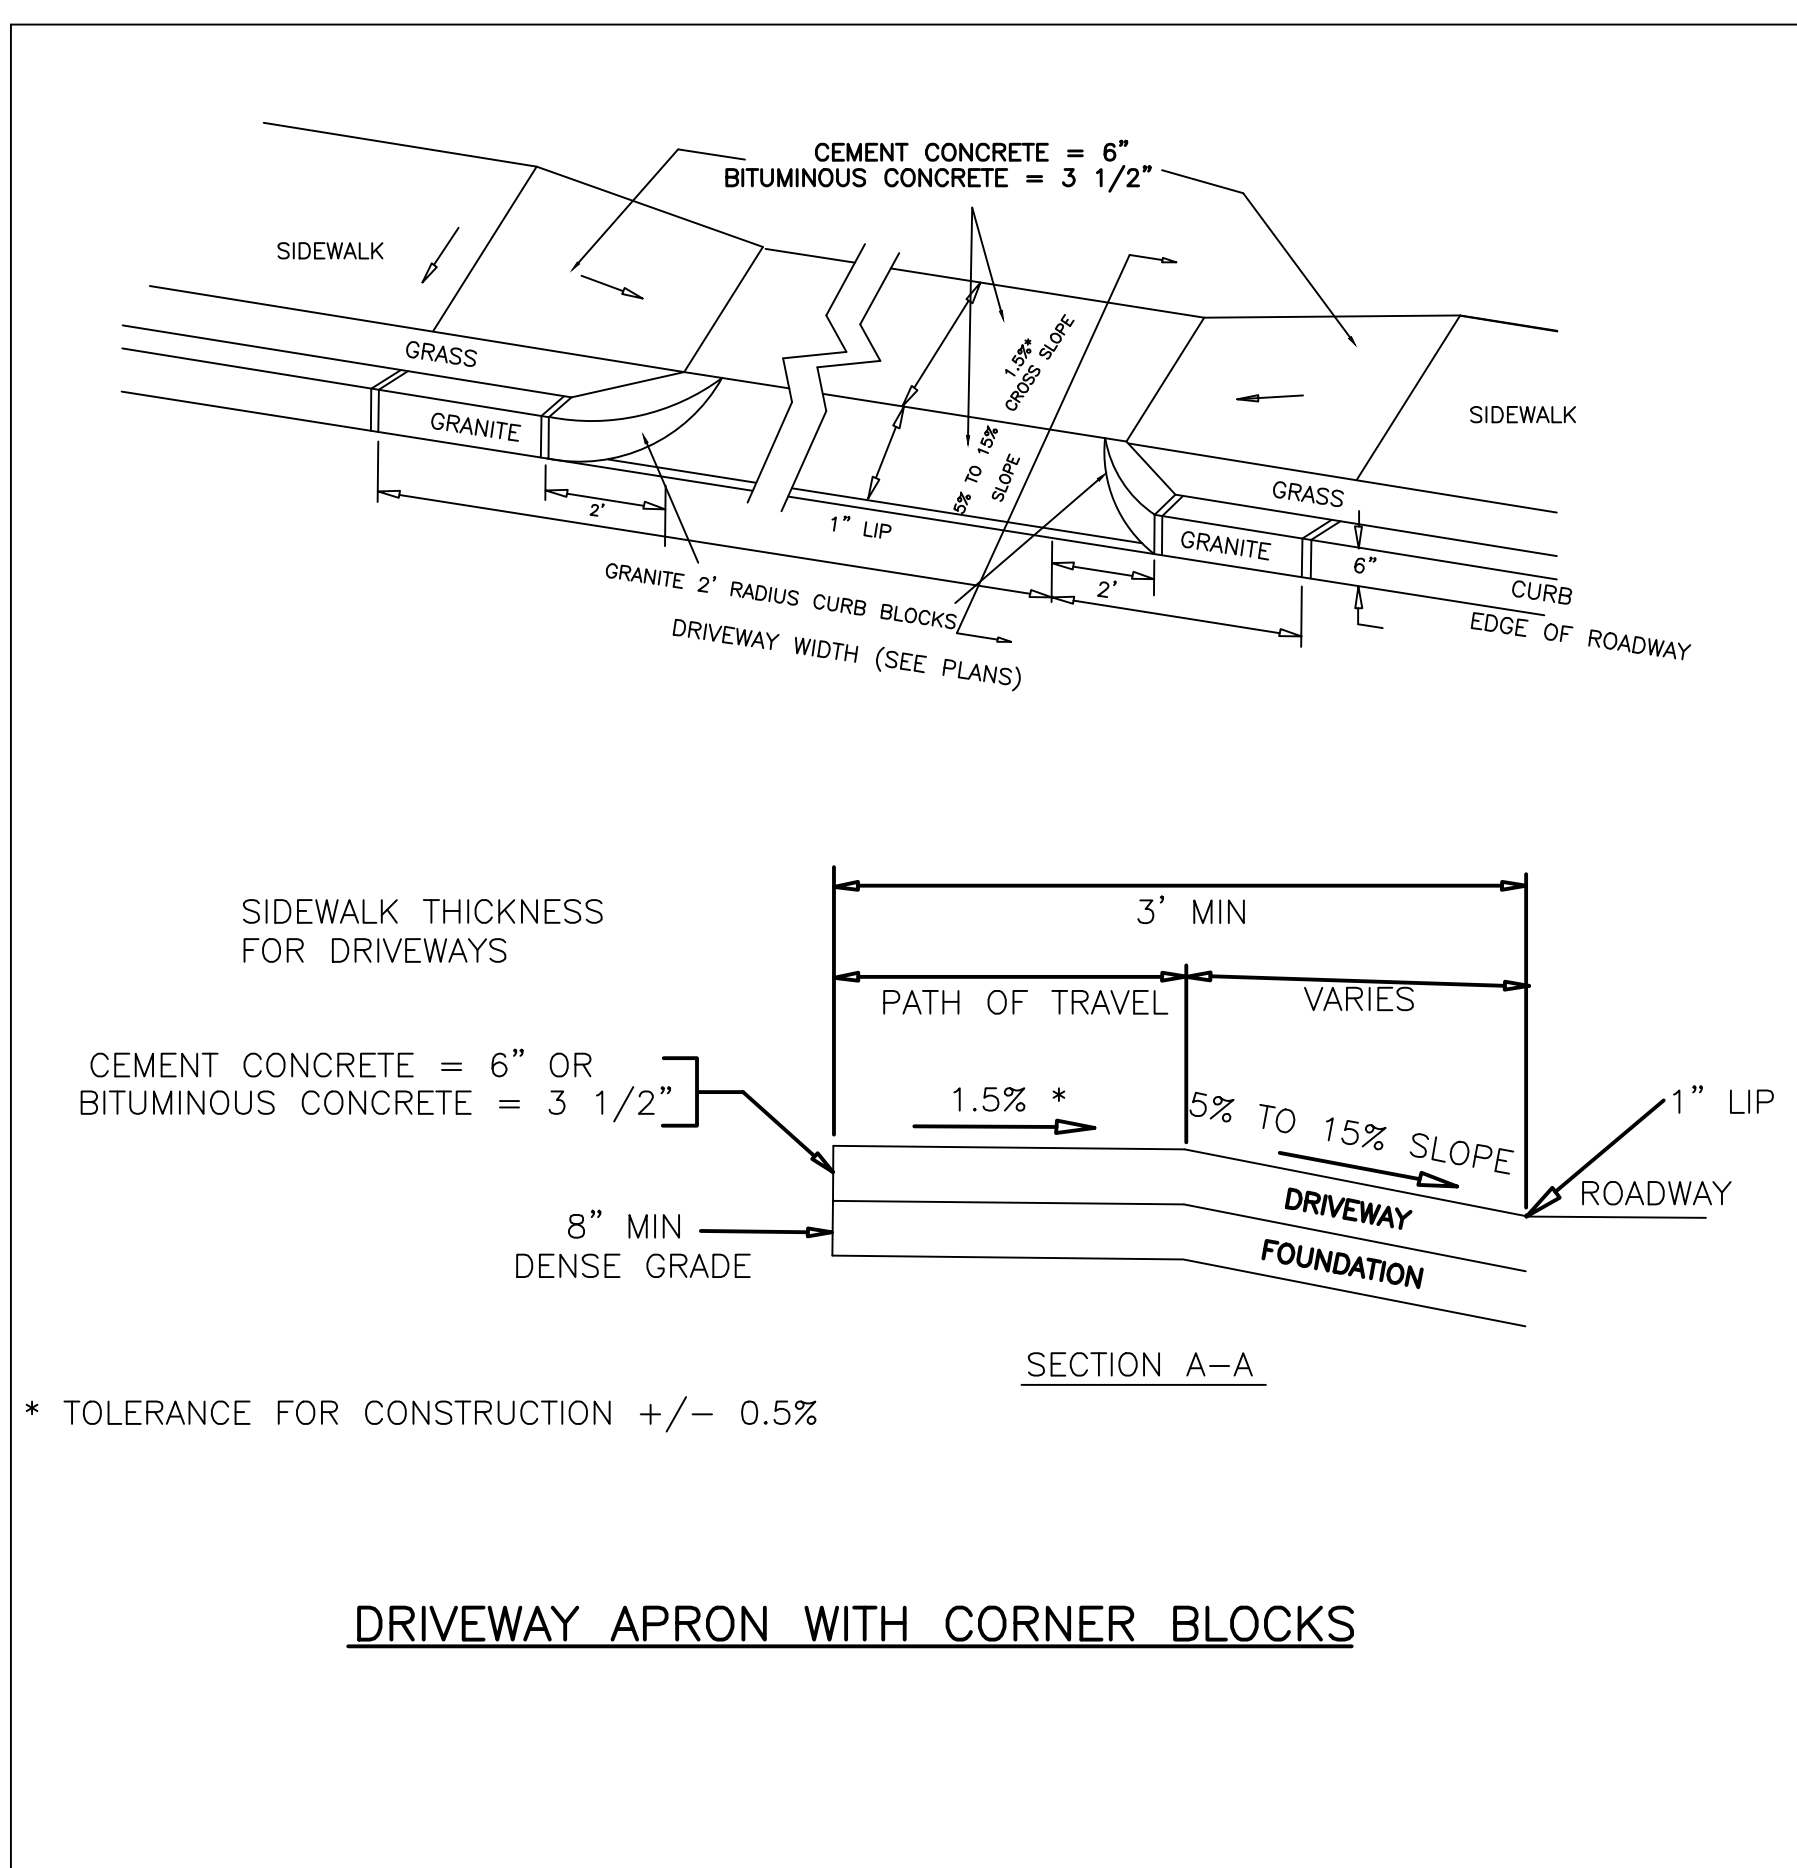 CEMENT CONCRETE = 6"
BITUMINOUS CONCRETE = 3 1/2"
SIDEWALK
GRASS
GRANITE
2'
1.5%*
CROSS SLOPE
5% TO 15%
SLOPE
1" LIP
SIDEWALK
GRASS
GRANITE
6"
2'
CURB
EDGE OF ROADWAY
GRANITE 2' RADIUS CURB BLOCKS
DRIVEWAY WIDTH (SEE PLANS)
SIDEWALK THICKNESS
FOR DRIVEWAYS
3' MIN
PATH OF TRAVEL
VARIES
CEMENT CONCRETE = 6" OR
BITUMINOUS CONCRETE = 3 1/2"
1.5% *
5% TO 15% SLOPE
1" LIP
ROADWAY
DRIVEWAY
FOUNDATION
8" MIN
DENSE GRADE
SECTION A-A
* TOLERANCE FOR CONSTRUCTION +/- 0.5%
DRIVEWAY APRON WITH CORNER BLOCKS